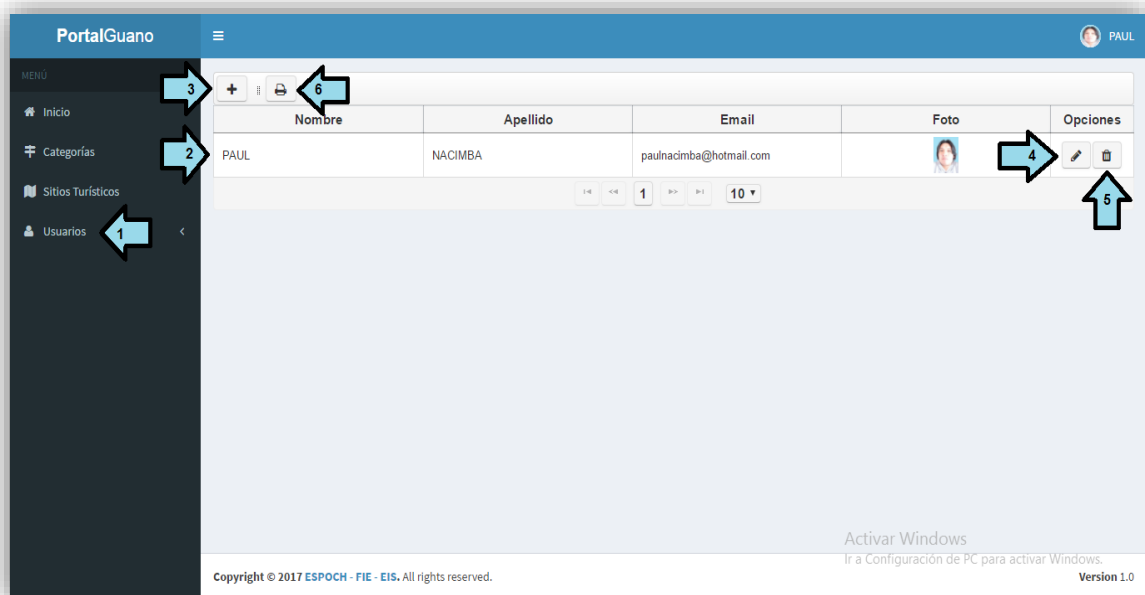 PortalGuano
PAUL
MENÚ
3
6
Inicio
Nombre Apellido Email Foto Opciones
Categorías
2
PAUL NACIMBA paulnacimba@hotmail.com
4
Sitios Turísticos
1 10
5
Usuarios
1
Activar Windows
Ir a Configuración de PC para activar Windows.
Copyright © 2017 ESPOCH - FIE - EIS. All rights reserved.
Version 1.0